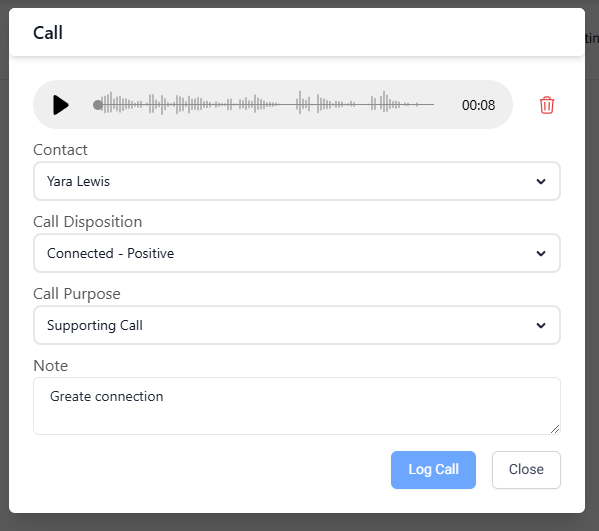 Call
00:08
Contact
Yara Lewis
Call Disposition
Connected - Positive
Call Purpose
Supporting Call
Note
Greate connection
Log Call
Close